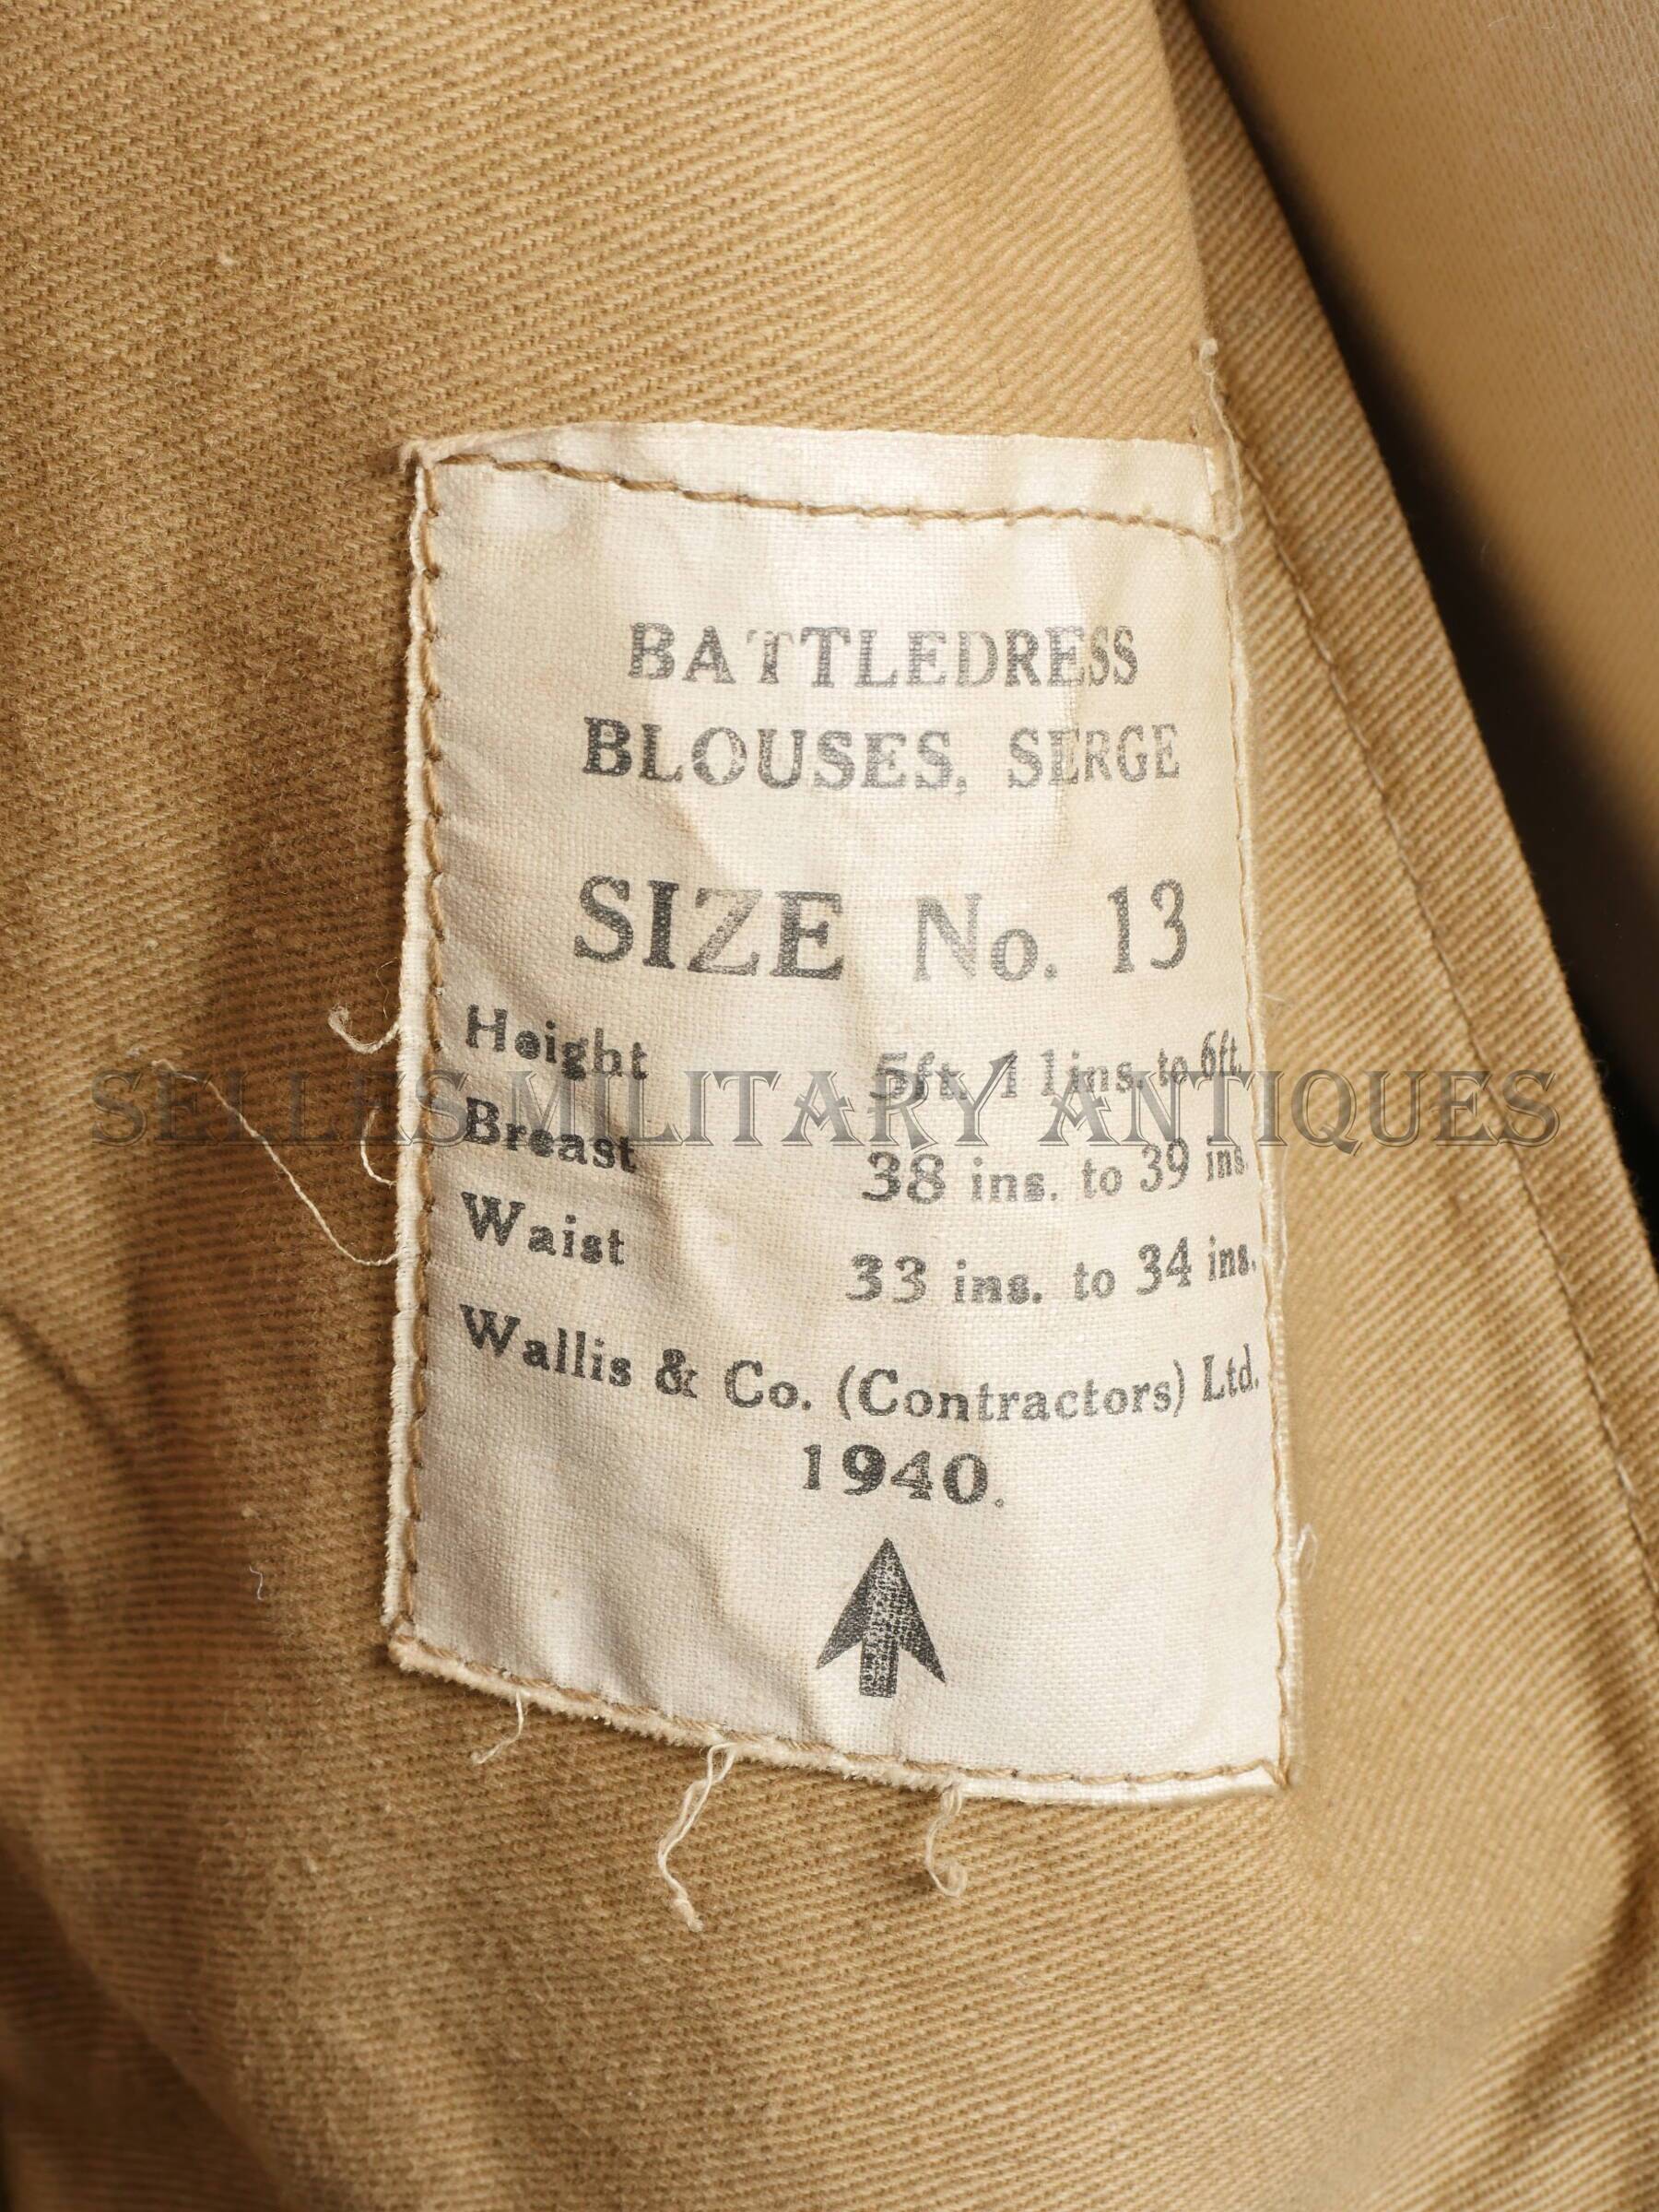 BATTLEDRESS
BLOUSES, SERGE
SIZE No. 13
Height 5ft. 11ins. to 6ft.
SELLES MILITARY ANTIQUES
Breast 38 ins. to 39 ins.
Waist 33 ins. to 34 ins.
Wallis & Co. (Contractors) Ltd.
1940.